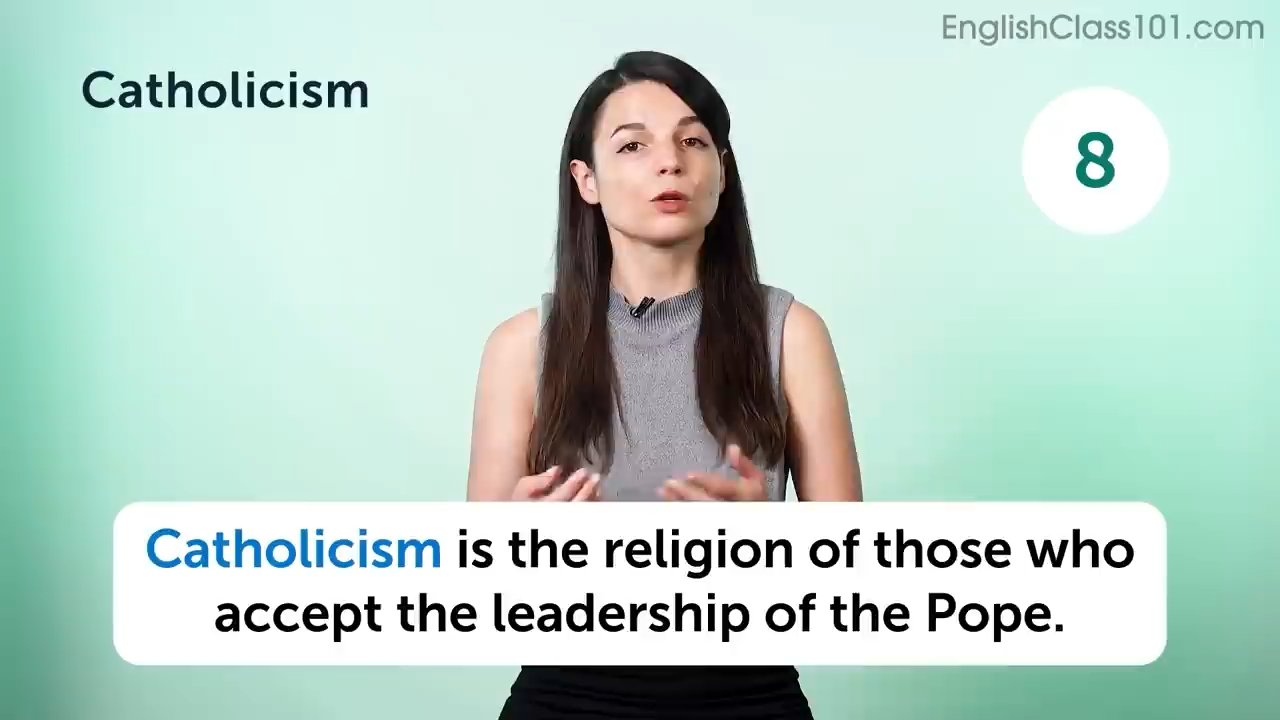 EnglishClass101.com
Catholicism
8
Catholicism is the religion of those who
accept the leadership of the Pope.